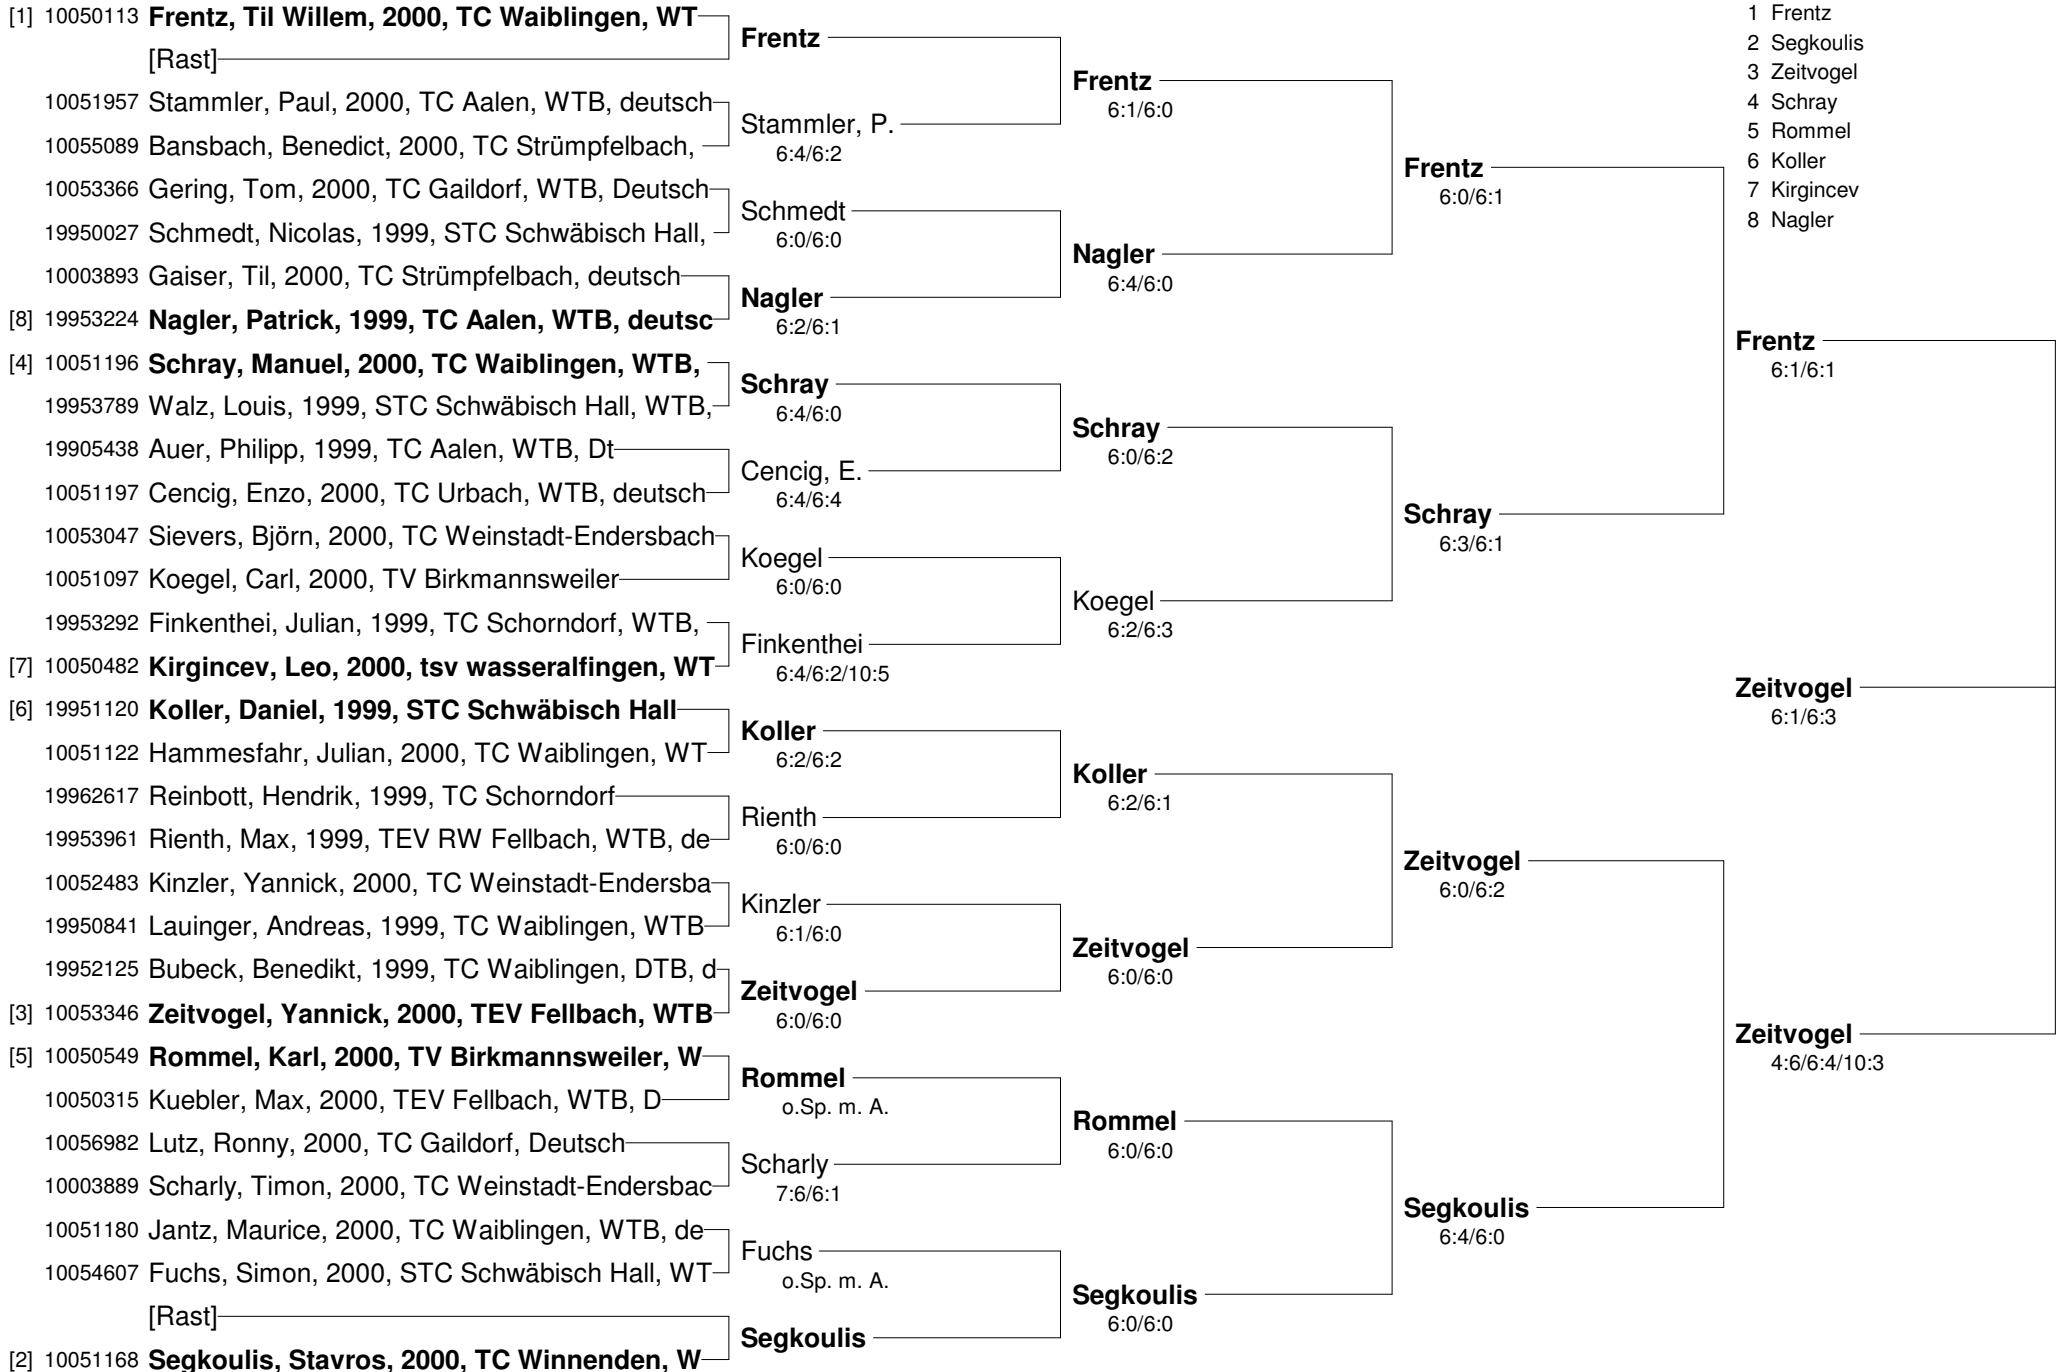 [1] 10050113 Frentz, Til Willem, 2000, TC Waiblingen, WT
[Rast]
10051957 Stammler, Paul, 2000, TC Aalen, WTB, deutsch
10055089 Bansbach, Benedict, 2000, TC Strümpfelbach,
10053366 Gering, Tom, 2000, TC Gaildorf, WTB, Deutsch
19950027 Schmedt, Nicolas, 1999, STC Schwäbisch Hall,
10003893 Gaiser, Til, 2000, TC Strümpfelbach, deutsch
[8] 19953224 Nagler, Patrick, 1999, TC Aalen, WTB, deutsc
[4] 10051196 Schray, Manuel, 2000, TC Waiblingen, WTB,
19953789 Walz, Louis, 1999, STC Schwäbisch Hall, WTB,
19905438 Auer, Philipp, 1999, TC Aalen, WTB, Dt
10051197 Cencig, Enzo, 2000, TC Urbach, WTB, deutsch
10053047 Sievers, Björn, 2000, TC Weinstadt-Endersbach
10051097 Koegel, Carl, 2000, TV Birkmannsweiler
19953292 Finkenthei, Julian, 1999, TC Schorndorf, WTB,
[7] 10050482 Kirgincev, Leo, 2000, tsv wasseralfingen, WT
[6] 19951120 Koller, Daniel, 1999, STC Schwäbisch Hall
10051122 Hammesfahr, Julian, 2000, TC Waiblingen, WT
19962617 Reinbott, Hendrik, 1999, TC Schorndorf
19953961 Rienth, Max, 1999, TEV RW Fellbach, WTB, de
10052483 Kinzler, Yannick, 2000, TC Weinstadt-Endersba
19950841 Lauinger, Andreas, 1999, TC Waiblingen, WTB
19952125 Bubeck, Benedikt, 1999, TC Waiblingen, DTB, d
[3] 10053346 Zeitvogel, Yannick, 2000, TEV Fellbach, WTB
[5] 10050549 Rommel, Karl, 2000, TV Birkmannsweiler, W
10050315 Kuebler, Max, 2000, TEV Fellbach, WTB, D
10056982 Lutz, Ronny, 2000, TC Gaildorf, Deutsch
10003889 Scharly, Timon, 2000, TC Weinstadt-Endersbac
10051180 Jantz, Maurice, 2000, TC Waiblingen, WTB, de
10054607 Fuchs, Simon, 2000, STC Schwäbisch Hall, WT
[Rast]
[2] 10051168 Segkoulis, Stavros, 2000, TC Winnenden, W
Frentz
Stammler, P.
6:4/6:2
Schmedt
6:0/6:0
Nagler
6:2/6:1
Schray
6:4/6:0
Cencig, E.
6:4/6:4
Koegel
6:0/6:0
Finkenthei
6:4/6:2/10:5
Koller
6:2/6:2
Rienth
6:0/6:0
Kinzler
6:1/6:0
Zeitvogel
6:0/6:0
Rommel
o.Sp. m. A.
Scharly
7:6/6:1
Fuchs
o.Sp. m. A.
Segkoulis
Frentz
6:1/6:0
Nagler
6:4/6:0
Schray
6:0/6:2
Koegel
6:2/6:3
Koller
6:2/6:1
Zeitvogel
6:0/6:0
Rommel
6:0/6:0
Segkoulis
6:0/6:0
Frentz
6:0/6:1
Schray
6:3/6:1
Zeitvogel
6:0/6:2
Segkoulis
6:4/6:0
1 Frentz
2 Segkoulis
3 Zeitvogel
4 Schray
5 Rommel
6 Koller
7 Kirgincev
8 Nagler
Frentz
6:1/6:1
Zeitvogel
6:1/6:3
Zeitvogel
4:6/6:4/10:3